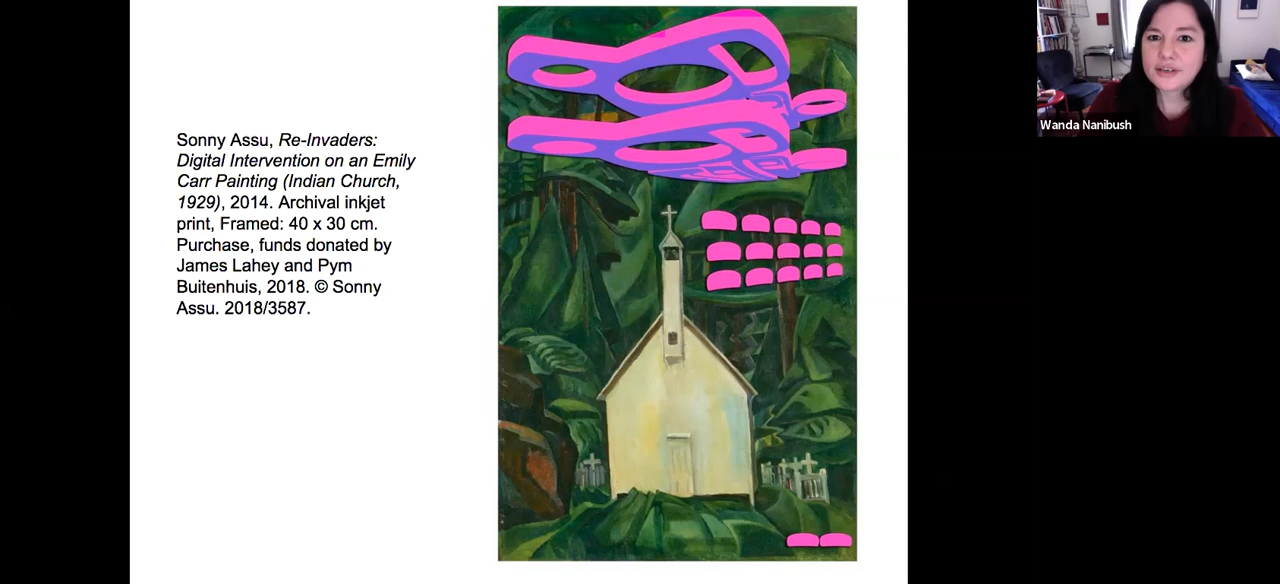 Sonny Assu, Re-Invaders:
Digital Intervention on an Emily
Carr Painting (Indian Church,
1929), 2014. Archival inkjet
print, Framed: 40 x 30 cm.
Purchase, funds donated by
James Lahey and Pym
Buitenhuis, 2018. © Sonny
Assu. 2018/3587.
Wanda Nanibush